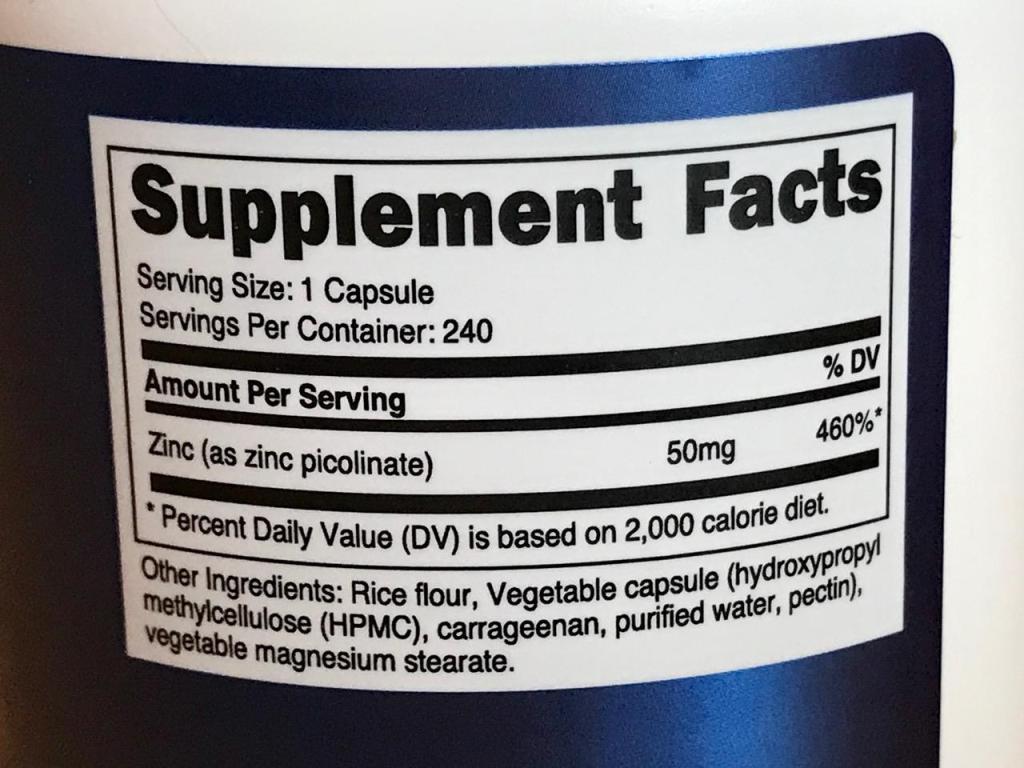 Supplement Facts
Serving Size: 1 Capsule
Servings Per Container: 240
% DV
Amount Per Serving
Zinc (as zinc picolinate) 50mg 460%*
* Percent Daily Value (DV) is based on 2,000 calorie diet.
Other Ingredients: Rice flour, Vegetable capsule (hydroxypropyl
methylcellulose (HPMC), carrageenan, purified water, pectin),
vegetable magnesium stearate.